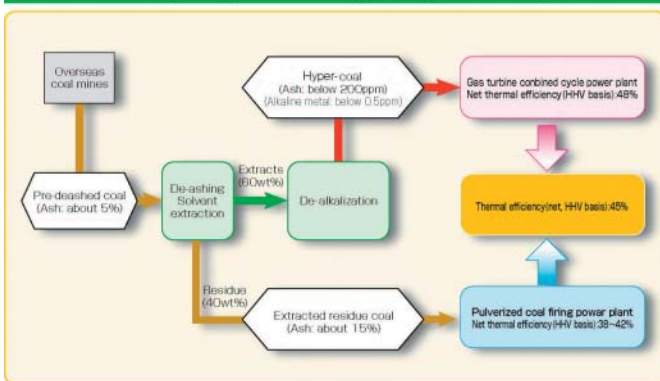 Overseas
coal mines
Pre-deashed coal
(Ash: about 5%)
De-ashing
Solvent
extraction
Extracts
(60wt%)
De-alkalization
Hyper-coal
(Ash: below 200ppm)
(Alkaline metal: below 0.5ppm)
Gas turbine combined cycle power plant
Net thermal efficiency(HHV basis):48%
Thermal efficiency(net, HHV basis):45%
Residue
(40wt%)
Extracted residue coal
(Ash: about 15%)
Pulverized coal firing powar plant
Net thermal efficiency(HHV basis):39~42%